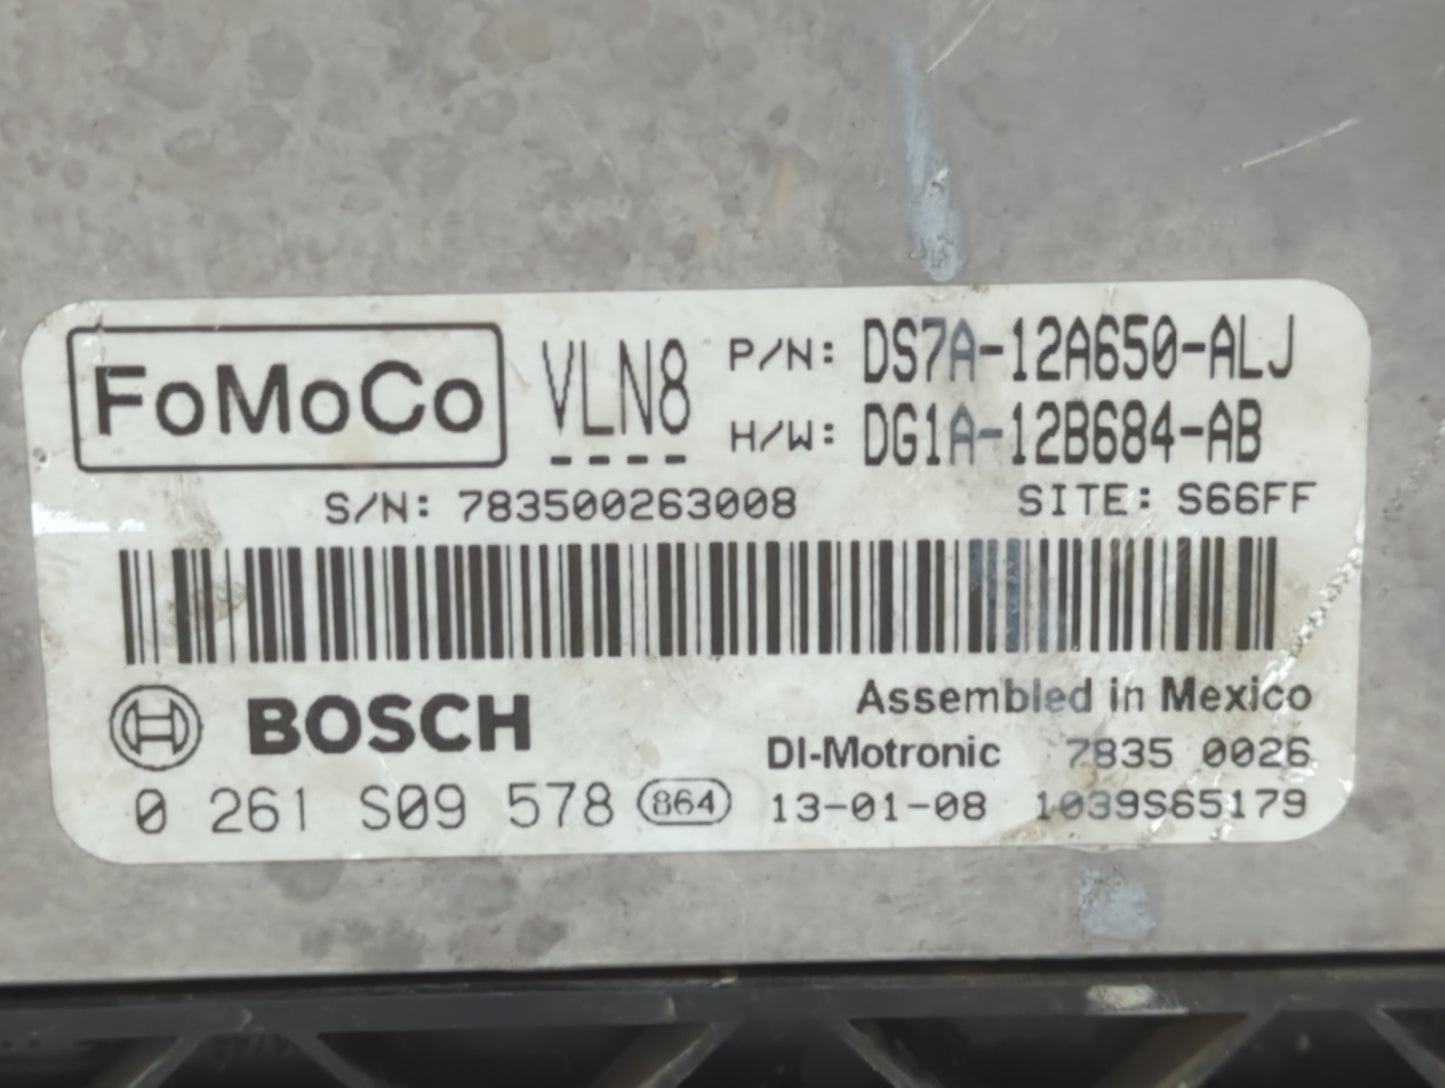 FoMoCo VLN8 P/N: DS7A-12A650-ALJ
H/W: DG1A-12B684-AB
S/N: 783500263008 SITE: S66FF
BOSCH Assembled in Mexico
DI-Motronic 7835 0026
0 261 S09 578 864 13-01-08 1039S65179